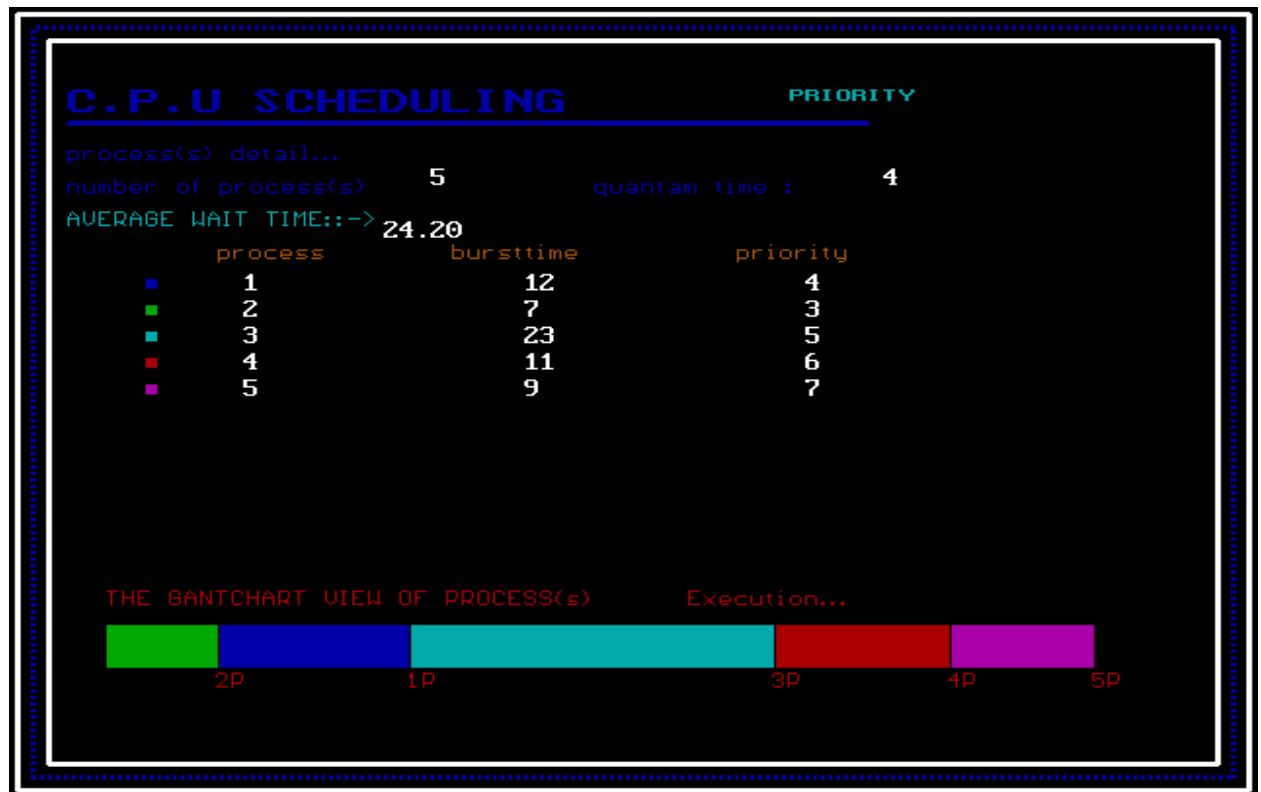 C.P.U SCHEDULING PRIORITY
process(s) detail...
number of process(s) 5 quantam time : 4
AVERAGE WAIT TIME::-> 24.20
process bursttime priority
1 12 4
2 7 3
3 23 5
4 11 6
5 9 7
THE GANTCHART VIEW OF PROCESS(s) Execution...
2P 1P 3P 4P 5P